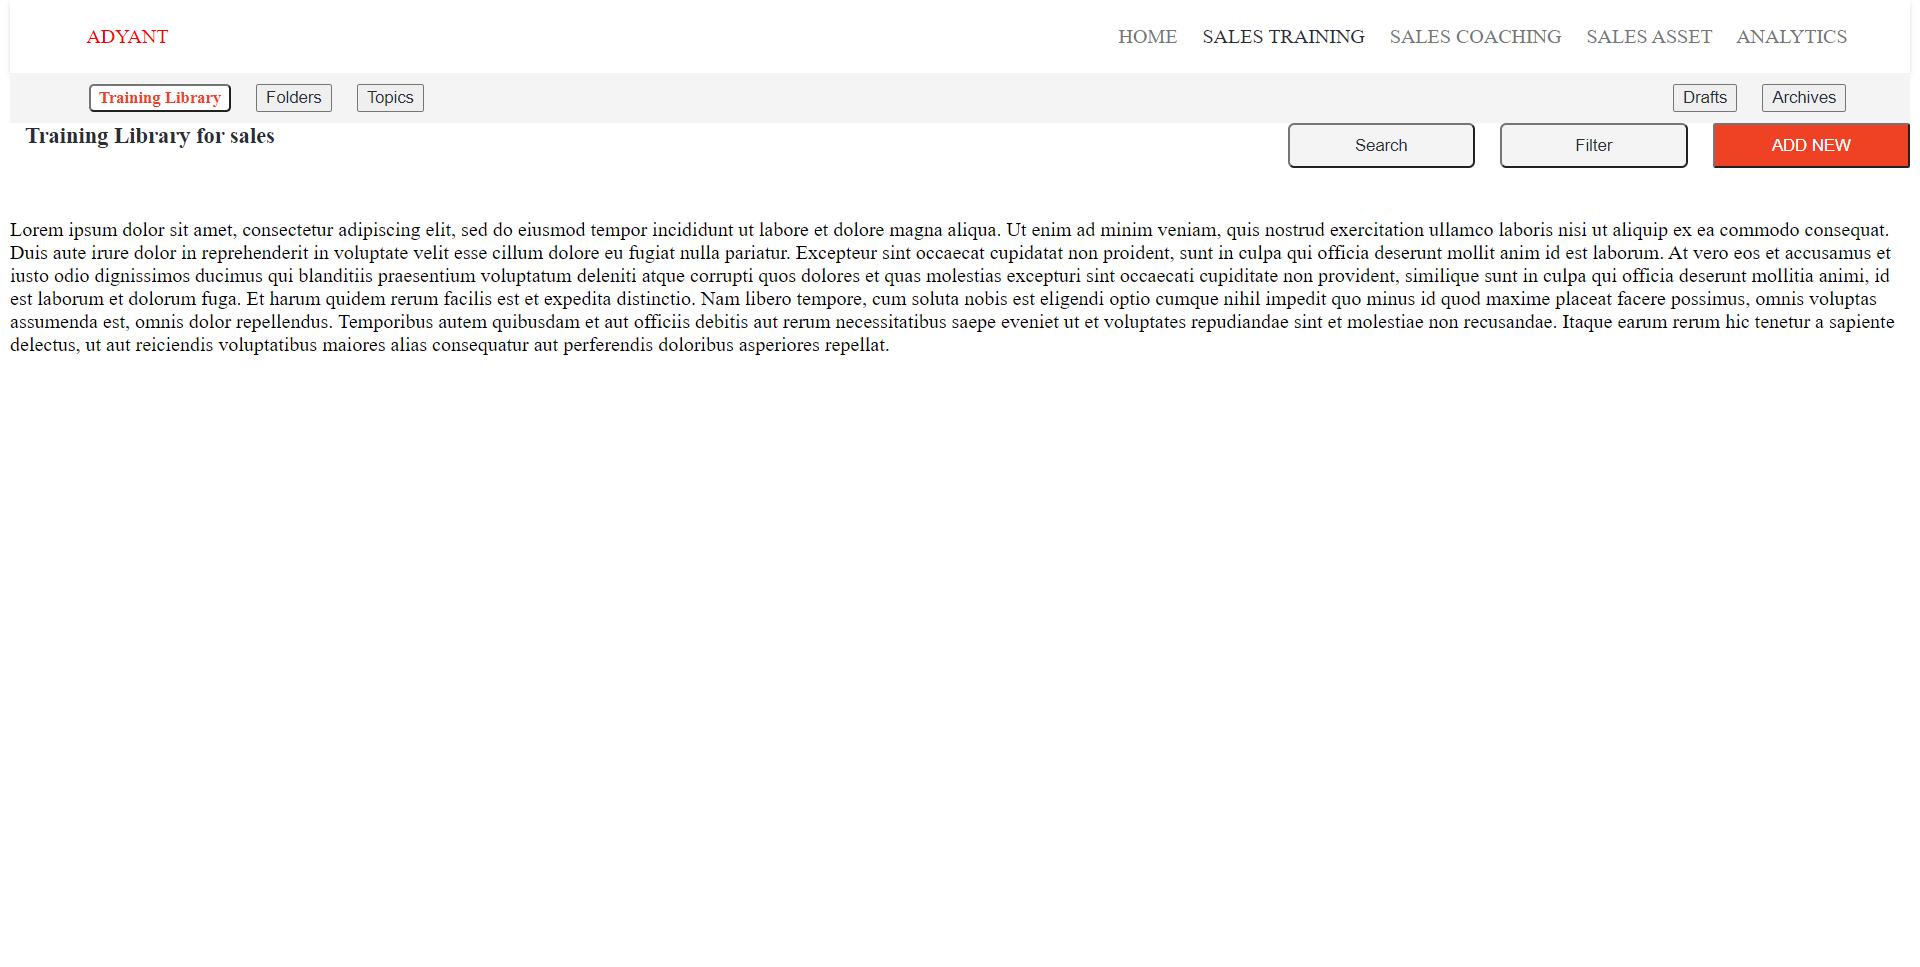 ADYANT HOME SALES TRAINING SALES COACHING SALES ASSET ANALYTICS
Training Library Folders Topics Drafts Archives
Training Library for sales Search Filter ADD NEW
Lorem ipsum dolor sit amet, consectetur adipiscing elit, sed do eiusmod tempor incididunt ut labore et dolore magna aliqua. Ut enim ad minim veniam, quis nostrud exercitation ullamco laboris nisi ut aliquip ex ea commodo consequat.
Duis aute irure dolor in reprehenderit in voluptate velit esse cillum dolore eu fugiat nulla pariatur. Excepteur sint occaecat cupidatat non proident, sunt in culpa qui officia deserunt mollit anim id est laborum. At vero eos et accusamus et
iusto odio dignissimos ducimus qui blanditiis praesentium voluptatum deleniti atque corrupti quos dolores et quas molestias excepturi sint occaecati cupiditate non provident, similique sunt in culpa qui officia deserunt mollitia animi, id
est laborum et dolorum fuga. Et harum quidem rerum facilis est et expedita distinctio. Nam libero tempore, cum soluta nobis est eligendi optio cumque nihil impedit quo minus id quod maxime placeat facere possimus, omnis voluptas
assumenda est, omnis dolor repellendus. Temporibus autem quibusdam et aut officiis debitis aut rerum necessitatibus saepe eveniet ut et voluptates repudiandae sint et molestiae non recusandae. Itaque earum rerum hic tenetur a sapiente
delectus, ut aut reiciendis voluptatibus maiores alias consequatur aut perferendis doloribus asperiores repellat.